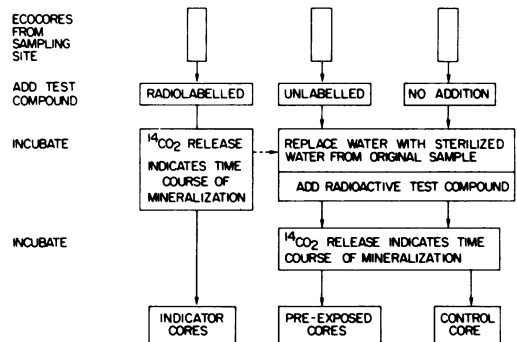 ECOCORES
FROM
SAMPLING
SITE
ADD TEST
COMPOUND
RADIOLABELLED
UNLABELLED
NO ADDITION
INCUBATE
¹⁴CO₂ RELEASE
INDICATES TIME
COURSE OF
MINERALIZATION
REPLACE WATER WITH STERILIZED
WATER FROM ORIGINAL SAMPLE
ADD RADIOACTIVE TEST COMPOUND
INCUBATE
¹⁴CO₂ RELEASE INDICATES TIME
COURSE OF MINERALIZATION
INDICATOR
CORES
PRE-EXPOSED
CORES
CONTROL
CORE